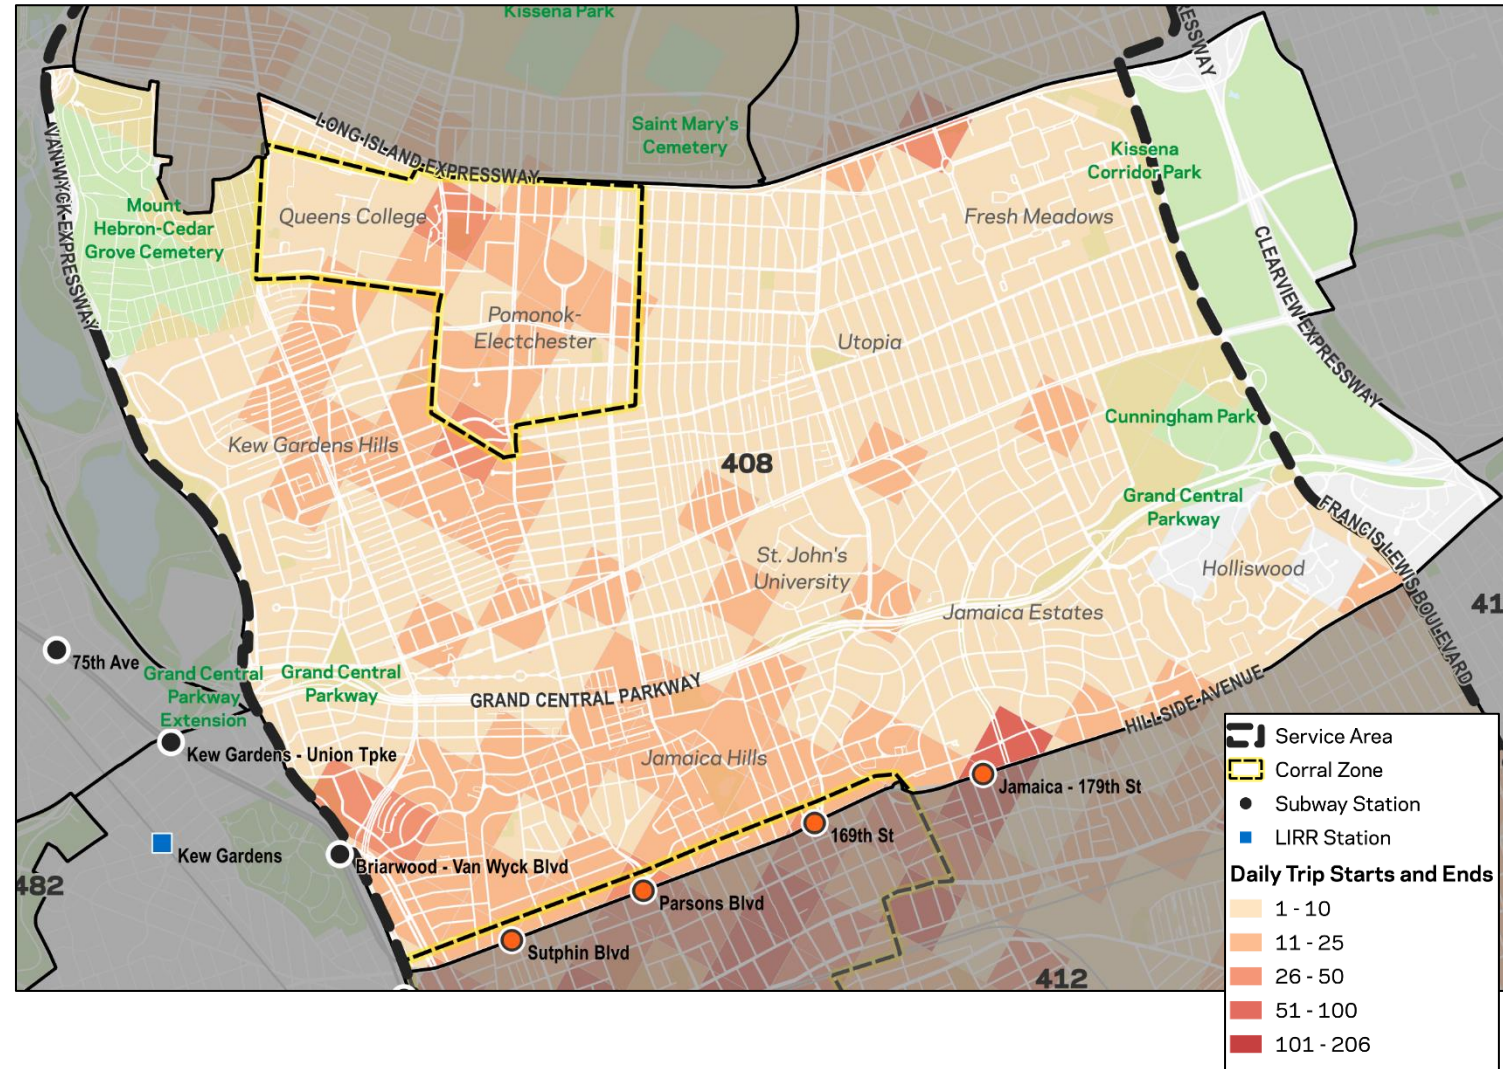 Kissena Park
RESSWAY
LONG ISLAND EXPRESSWAY
Saint Mary's
Cemetery
VAN WYCK EXPRESSWAY
Kissena
Corridor Park
Mount
Hebron-Cedar
Grove Cemetery
Queens College
Fresh Meadows
CLEARVIEW EXPRESSWAY
Pomonok-
Electchester
Utopia
Kew Gardens Hills
Cunningham Park
408
Grand Central
Parkway
FRANCIS LEWIS BOULEVARD
St. John's
University
Holliswood
Jamaica Estates
41
75th Ave
Grand Central
Parkway
Extension
Grand Central
Parkway
GRAND CENTRAL PARKWAY
HILLSIDE AVENUE
Kew Gardens - Union Tpke
Jamaica Hills
Jamaica - 179th St
169th St
Kew Gardens
Briarwood - Van Wyck Blvd
482
Parsons Blvd
Sutphin Blvd
412
Service Area
Corral Zone
Subway Station
LIRR Station
Daily Trip Starts and Ends
1 - 10
11 - 25
26 - 50
51 - 100
101 - 206